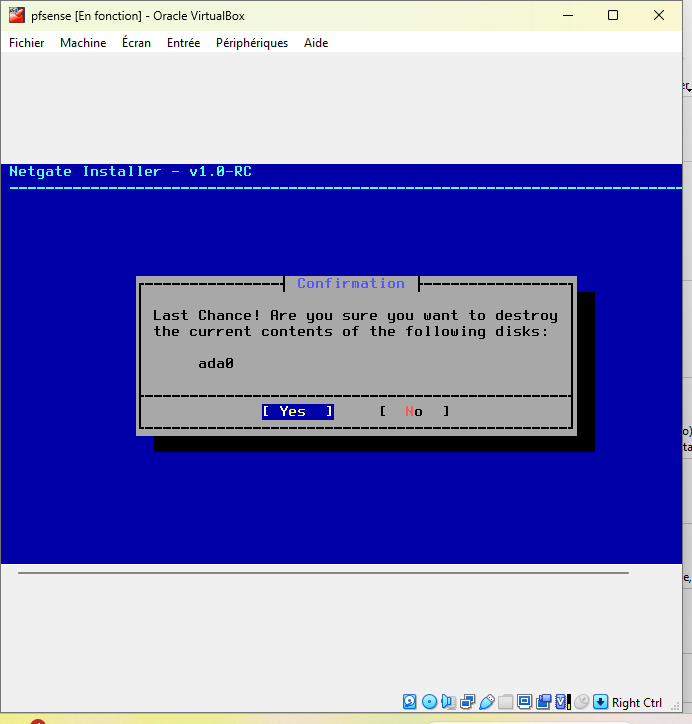 pfsense [En fonction] - Oracle VirtualBox
Fichier Machine Écran Entrée Périphériques Aide
Netgate Installer - v1.0-RC
Confirmation
Last Chance! Are you sure you want to destroy
the current contents of the following disks:
ada0
[ Yes ] [ No ]
Right Ctrl